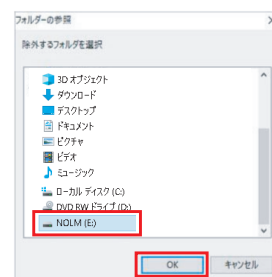 フォルダーの参照
除外するフォルダを選択
3D オブジェクト
ダウンロード
デスクトップ
ドキュメント
ピクチャ
ビデオ
ミュージック
ローカル ディスク (C:)
DVD RW ドライブ (D:)
NOLM (E:)
OK キャンセル